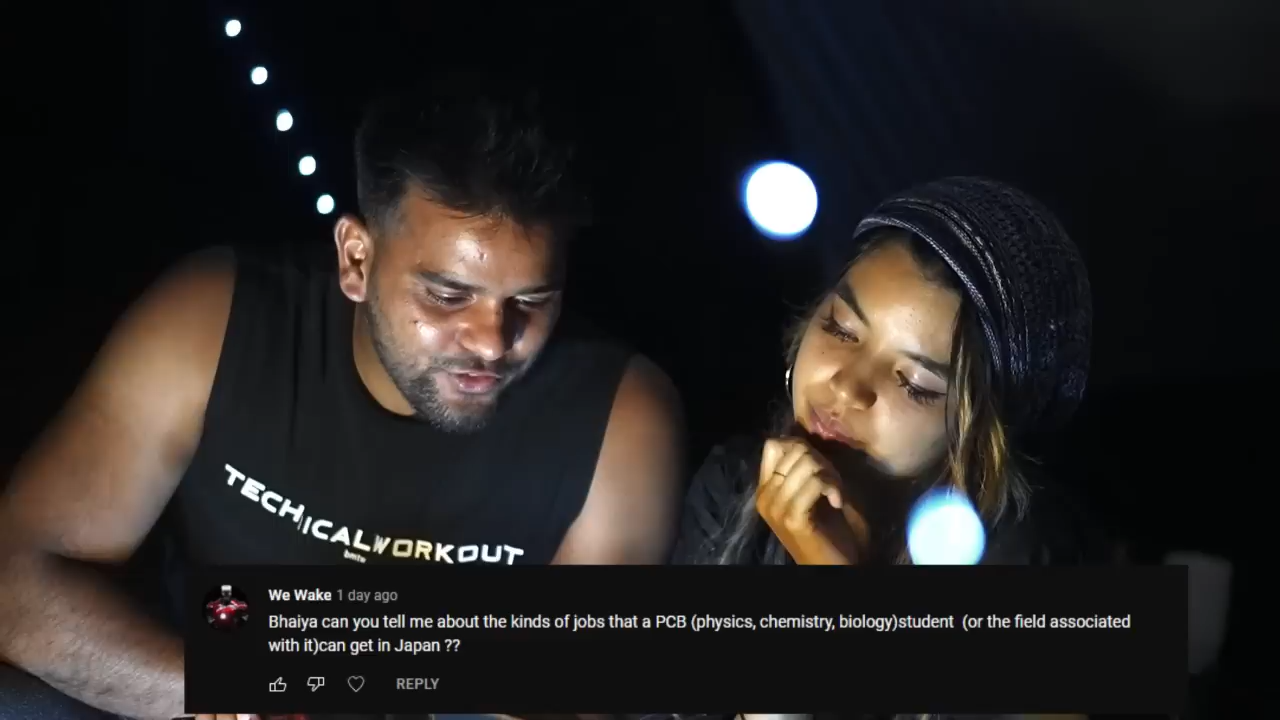 TECHICALWORKOUT
We Wake 1 day ago
Bhaiya can you tell me about the kinds of jobs that a PCB (physics, chemistry, biology)student (or the field associated
with it)can get in Japan ??
REPLY